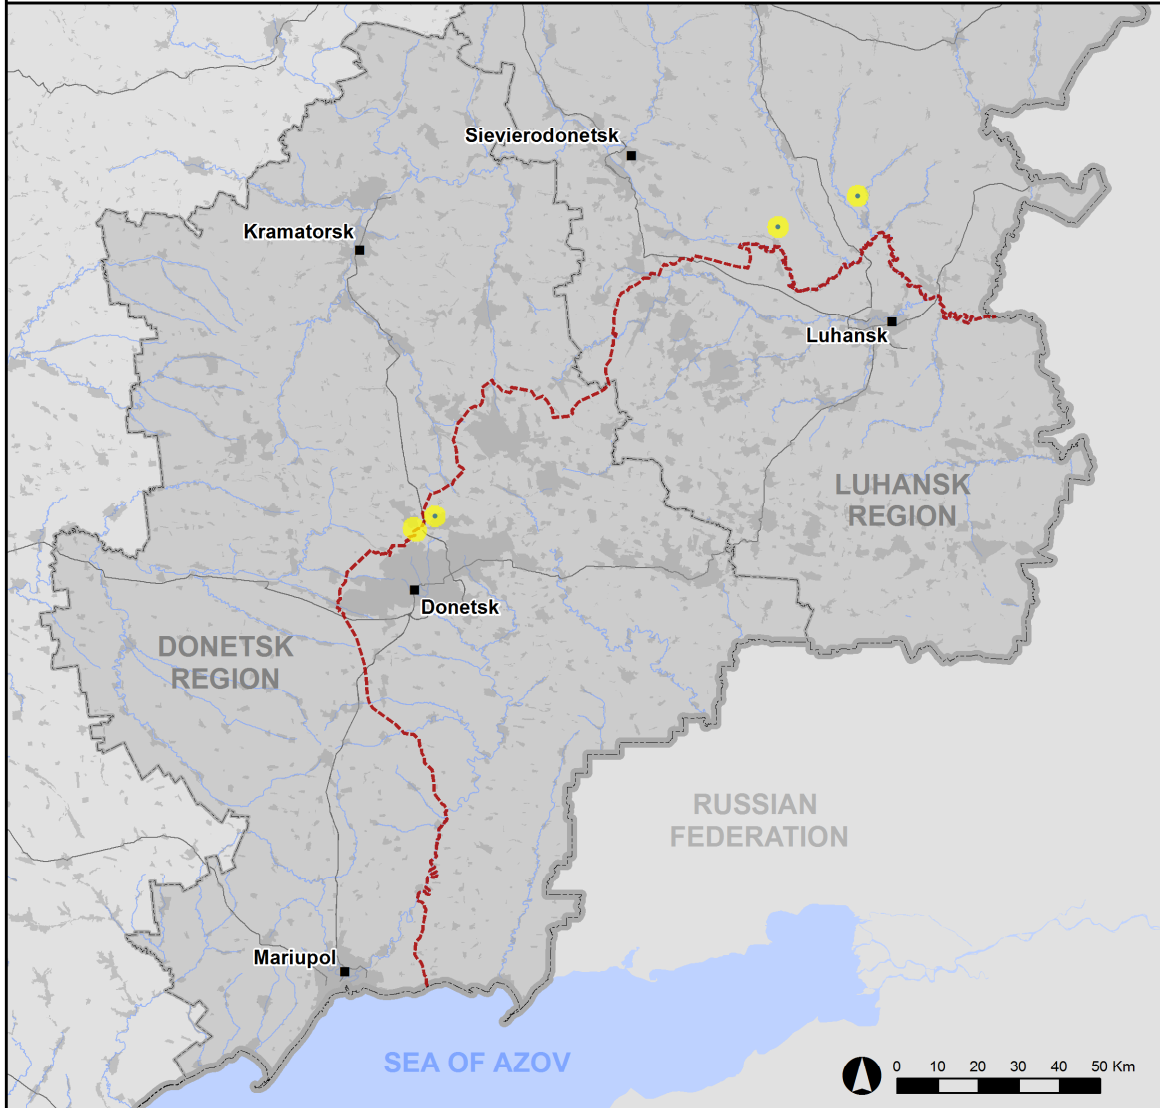 Sievierodonetsk
Kramatorsk
Luhansk
LUHANSK
REGION
Donetsk
DONETSK
REGION
RUSSIAN
FEDERATION
Mariupol
SEA OF AZOV
0 10 20 30 40 50 Km